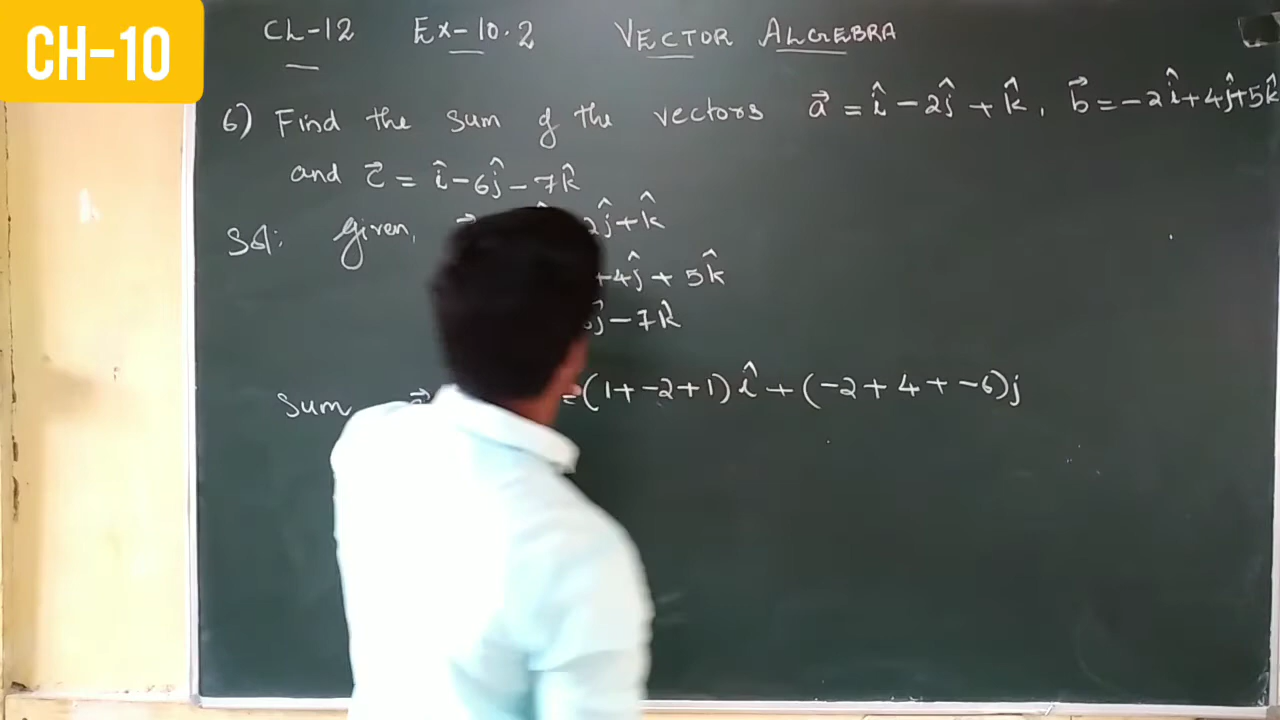 CH-10
CH-12 Ex-10.2 VECTOR ALGEBRA
6) Find the sum of the vectors a⃗ = î - 2ĵ + k̂, b⃗ = -2î+4ĵ+5k̂
and c⃗ = î - 6ĵ - 7k̂
Sol: given, 2ĵ+k̂
+4ĵ + 5k̂
ĵ - 7k̂
Sum = (1+-2+1) î + (-2+4+-6)j